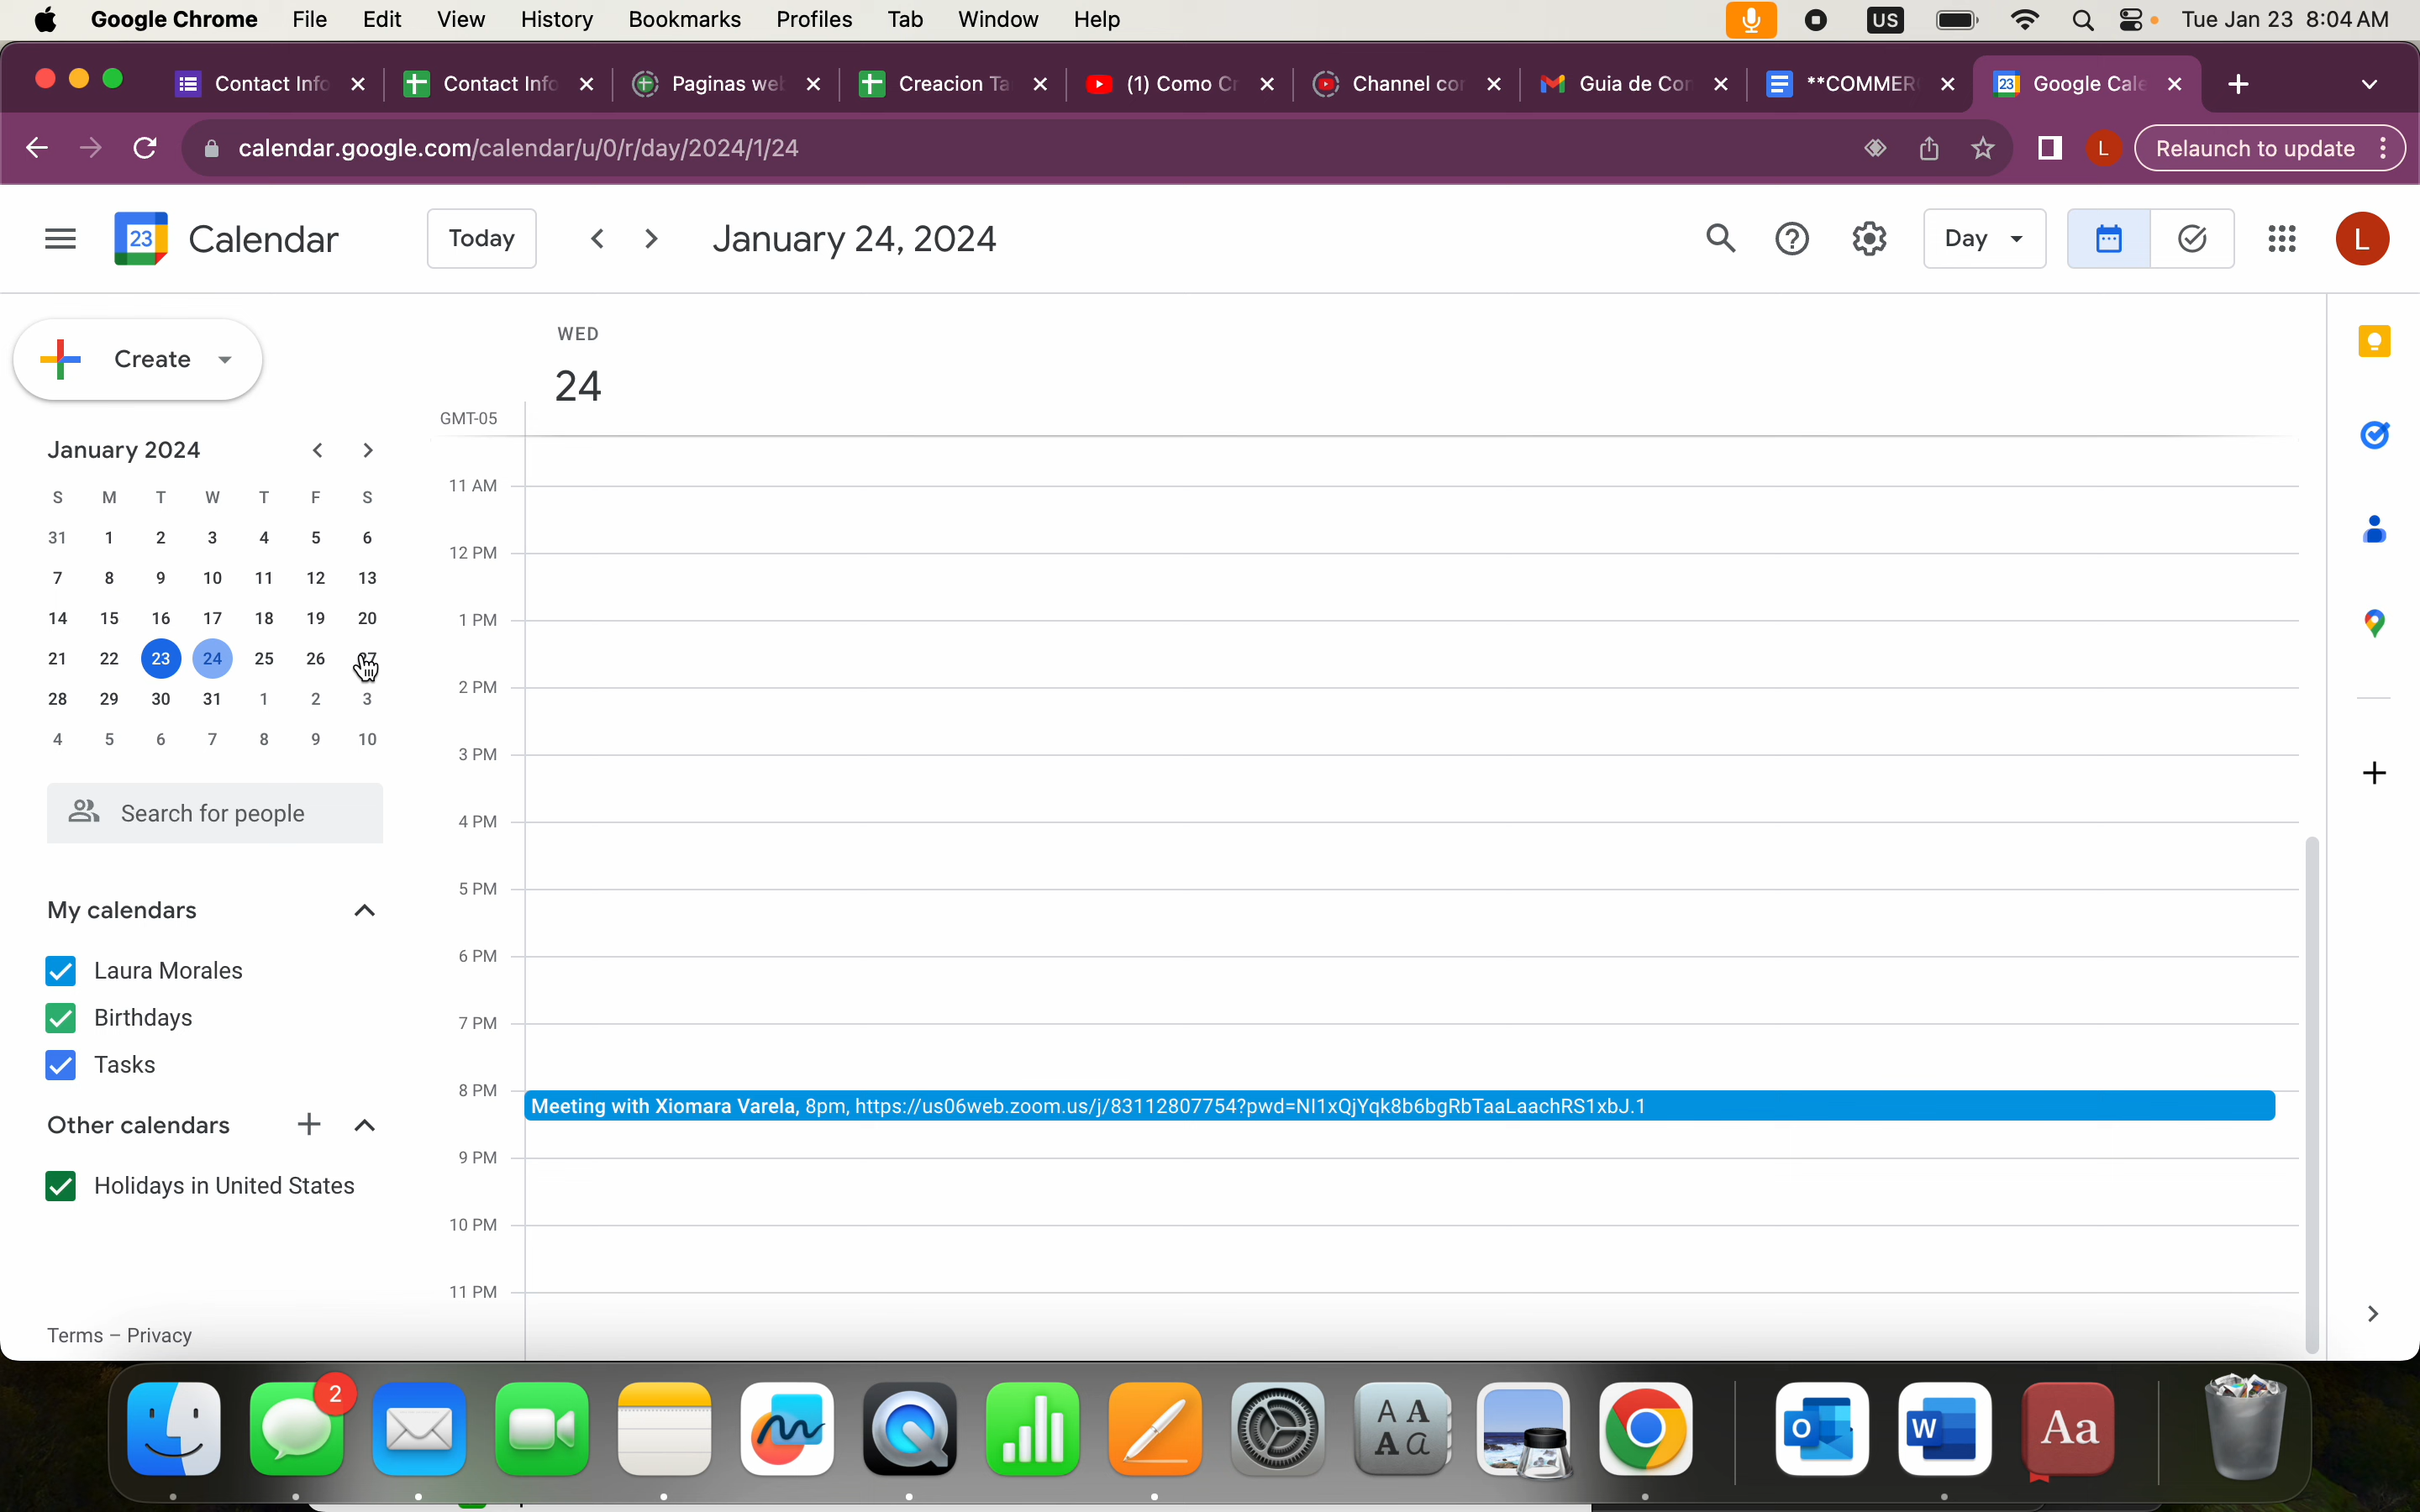 Google Chrome File Edit View History Bookmarks Profiles Tab Window Help US Tue Jan 23 8:04 AM
Contact Info Contact Info Paginas web Creacion Ta (1) Como Cr Channel con Guia de Con **COMMER Google Cale
calendar.google.com/calendar/u/0/r/day/2024/1/24 L Relaunch to update
23 Calendar Today January 24, 2024 Day L
Create
WED
24
GMT-05
January 2024
S M T W T F S
31 1 2 3 4 5 6
7 8 9 10 11 12 13
14 15 16 17 18 19 20
21 22 23 24 25 26 27
28 29 30 31 1 2 3
4 5 6 7 8 9 10
Search for people
My calendars
Laura Morales
Birthdays
Tasks
Other calendars
Holidays in United States
Terms – Privacy
11 AM
12 PM
1 PM
2 PM
3 PM
4 PM
5 PM
6 PM
7 PM
8 PM
Meeting with Xiomara Varela, 8pm, https://us06web.zoom.us/j/83112807754?pwd=NI1xQjYqk8b6bgRbTaaLaachRS1xbJ.1
9 PM
10 PM
11 PM
2
A A
A a
O
W
Aa